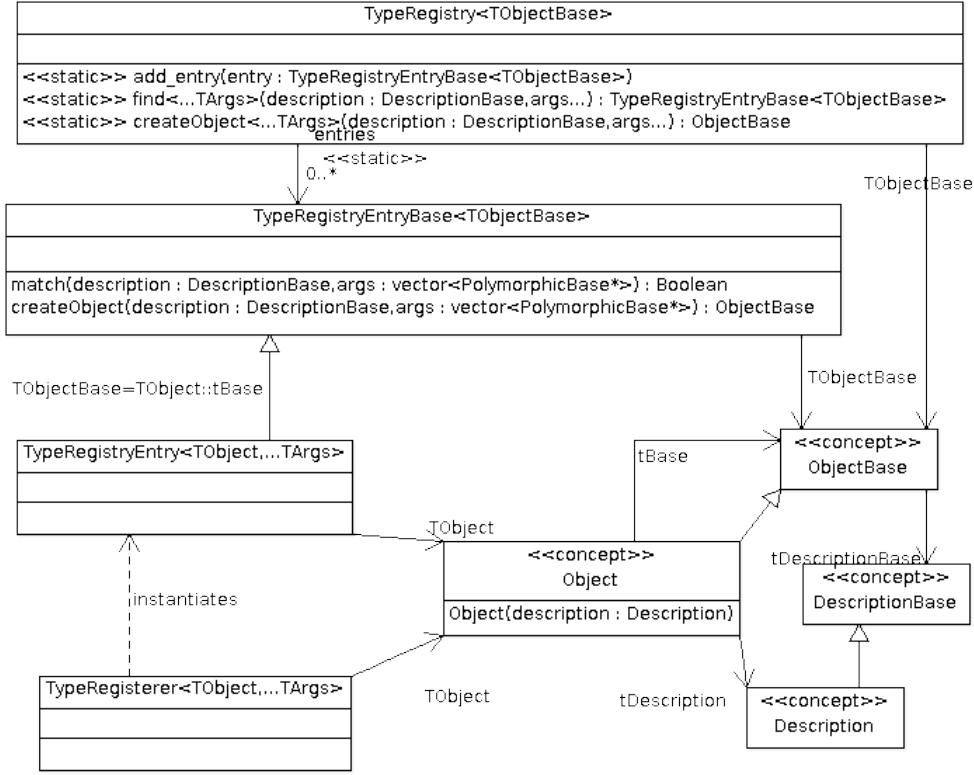 TypeRegistry<TObjectBase>
<<static>> add_entry(entry : TypeRegistryEntryBase<TObjectBase>)
<<static>> find<...TArgs>(description : DescriptionBase,args...) : TypeRegistryEntryBase<TObjectBase>
<<static>> createObject<...TArgs>(description : DescriptionBase,args...) : ObjectBase
entries
<<static>>
0..*
TObjectBase
TypeRegistryEntryBase<TObjectBase>
match(description : DescriptionBase,args : vector<PolymorphicBase*>) : Boolean
createObject(description : DescriptionBase,args : vector<PolymorphicBase*>) : ObjectBase
TObjectBase=TObject::tBase
TObjectBase
TypeRegistryEntry<TObject,...TArgs>
<<concept>>
ObjectBase
tBase
TObject
<<concept>>
Object
Object(description : Description)
tDescriptionBase
<<concept>>
DescriptionBase
instantiates
TypeRegisterer<TObject,...TArgs>
TObject
tDescription
<<concept>>
Description